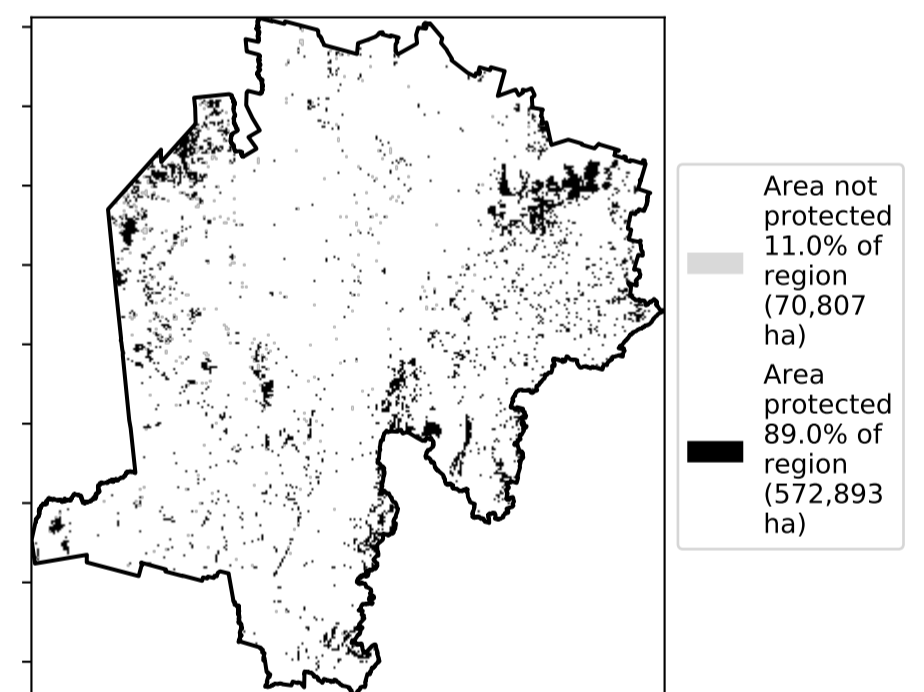 Area not
protected
11.0% of
region
(70,807
ha)
Area
protected
89.0% of
region
(572,893
ha)